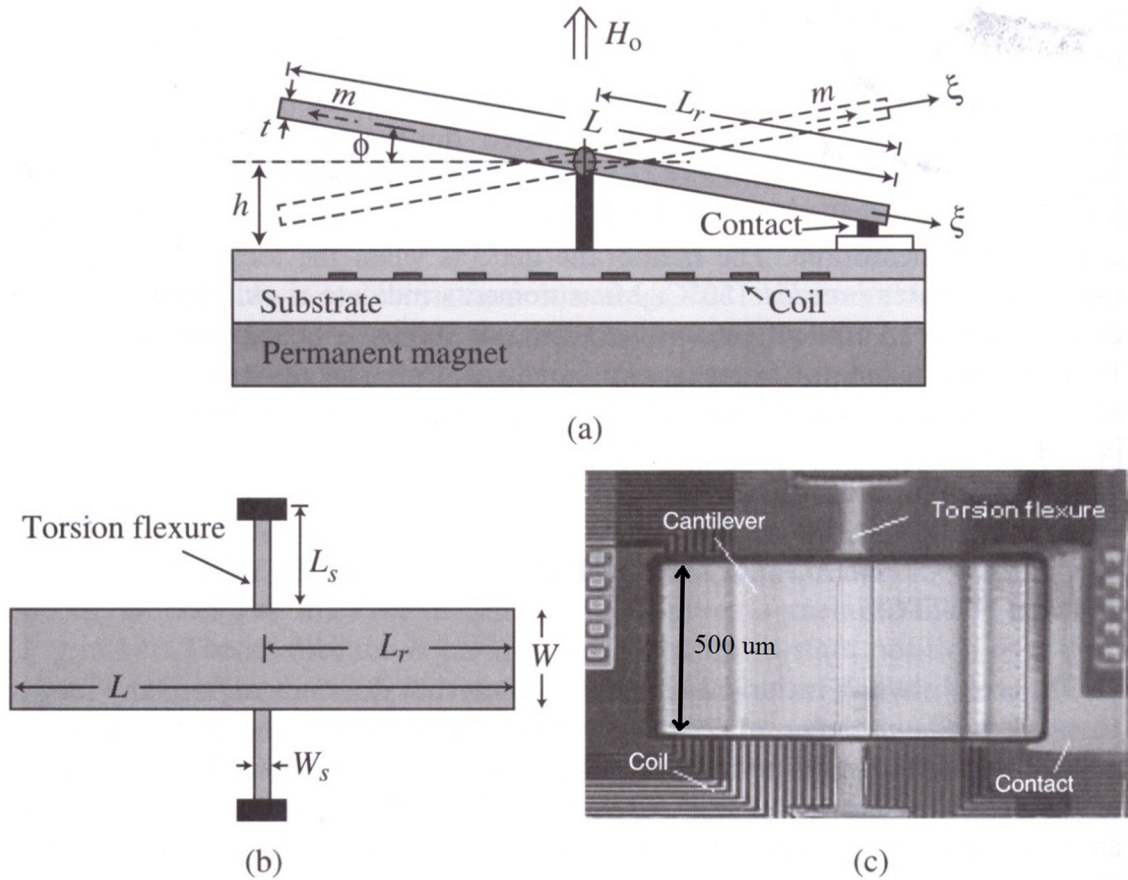 H₀
m
L_r
m
ξ
L
t
ϕ
h
Contact
ξ
Substrate
Coil
Permanent magnet
(a)
Torsion flexure
L_s
L_r
W
L
W_s
(b)
Cantilever
Torsion flexure
500 um
Coil
Contact
(c)